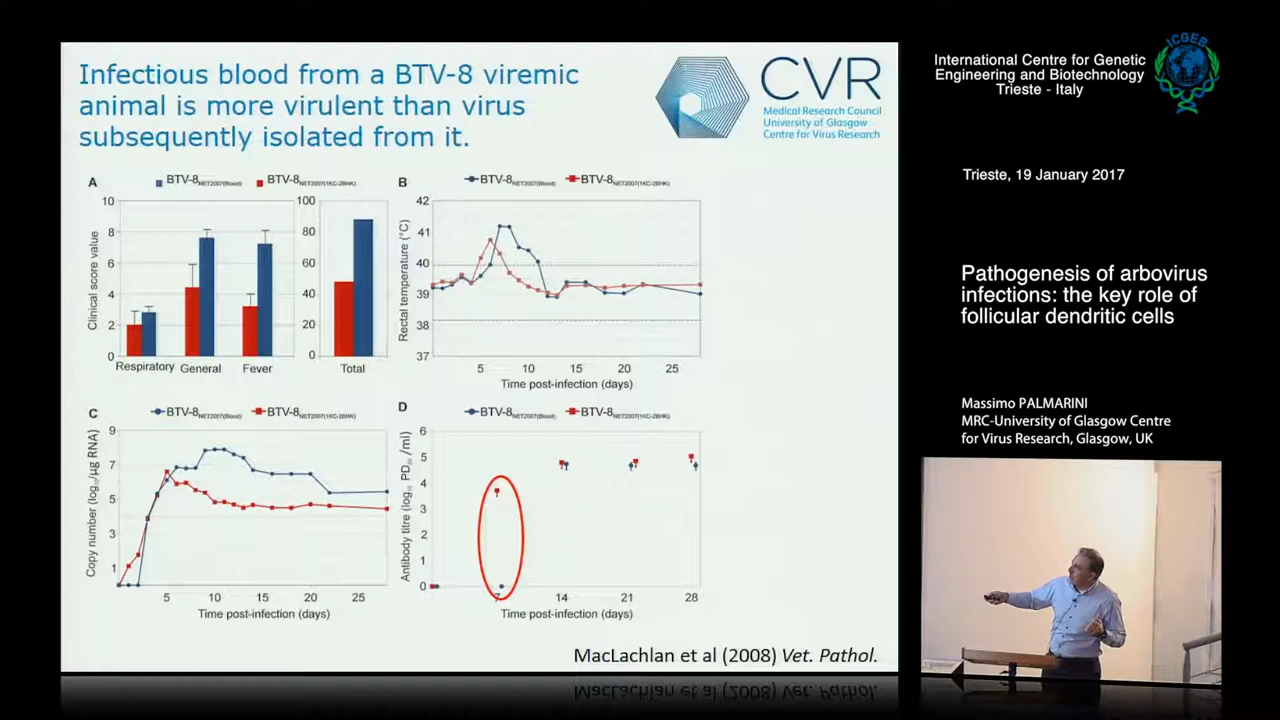 Infectious blood from a BTV-8 viremic
animal is more virulent than virus
subsequently isolated from it.
CVR
Medical Research Council
University of Glasgow
Centre for Virus Research
A
BTV-8NET2007(Blood) BTV-8NET2007(1KC-2BHK)
10
8
6
4
2
0
Clinical score value
Respiratory General Fever
100
80
60
40
20
0
Total
B
BTV-8NET2007(Blood) BTV-8NET2007(1KC-2BHK)
42
41
40
39
38
37
Rectal temperature (°C)
5 10 15 20 25
Time post-infection (days)
C
BTV-8NET2007(Blood) BTV-8NET2007(1KC-2BHK)
9
7
5
3
1
Copy number (log10/µg RNA)
5 10 15 20 25
Time post-infection (days)
D
BTV-8NET2007(Blood) BTV-8NET2007(1KC-2BHK)
6
5
4
3
2
1
0
Antibody titre (log10 PD50/ml)
7 14 21 28
Time post-infection (days)
MacLachlan et al (2008) Vet. Pathol.
International Centre for Genetic
Engineering and Biotechnology
Trieste - Italy
ICGEB
Trieste, 19 January 2017
Pathogenesis of arbovirus
infections: the key role of
follicular dendritic cells
Massimo PALMARINI
MRC-University of Glasgow Centre
for Virus Research, Glasgow, UK